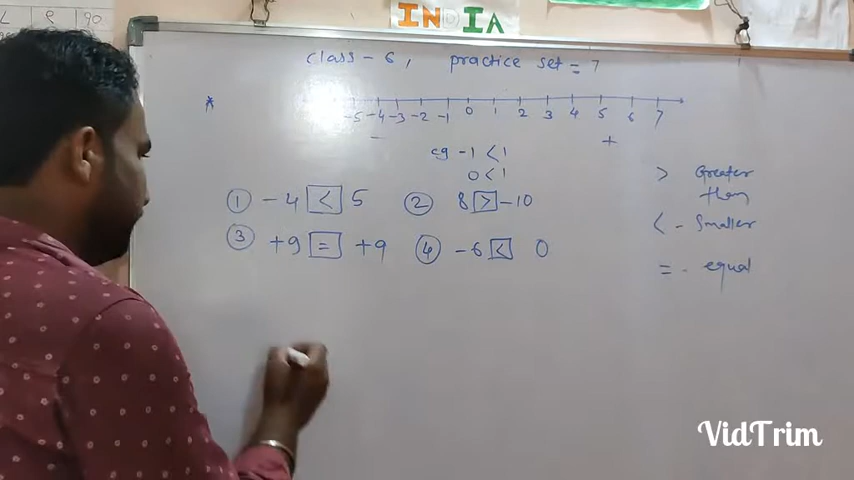 INDIA
L ९ ९०
class - 6, practice set = 7
*
-5 -4 -3 -2 -1 0 1 2 3 4 5 6 7
- +
eg -1 < 1
0 < 1
> Greater then
① -4 < 5 ② 8 > -10
< - Smaller
③ +9 = +9 ④ -6 < 0
= - equal
VidTrim